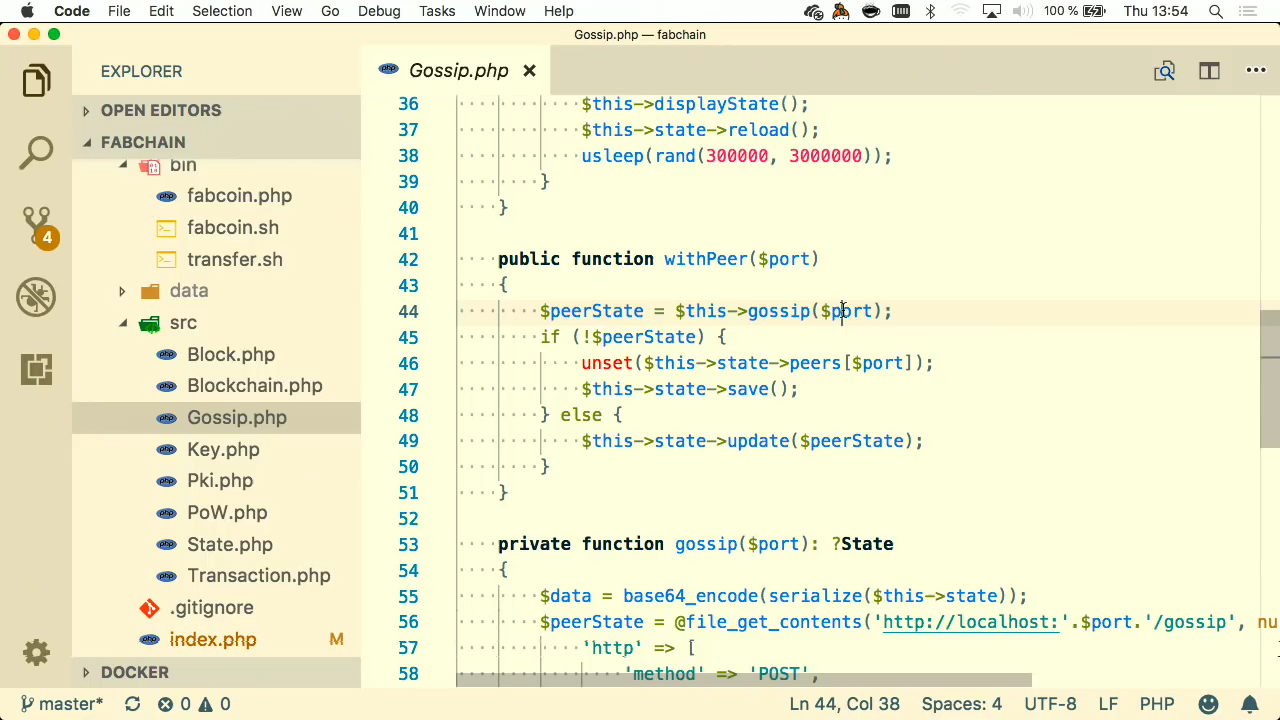 Code File Edit Selection View Go Debug Tasks Window Help 100 % Thu 13:54
Gossip.php — fabchain
EXPLORER
OPEN EDITORS
FABCHAIN
bin
fabcoin.php
fabcoin.sh
transfer.sh
data
src
Block.php
Blockchain.php
Gossip.php
Key.php
Pki.php
PoW.php
State.php
Transaction.php
.gitignore
index.php M
DOCKER
4
Gossip.php
36 $this->displayState();
37 $this->state->reload();
38 usleep(rand(300000, 3000000));
39 }
40 }
41
42 public function withPeer($port)
43 {
44 $peerState = $this->gossip($port);
45 if (!$peerState) {
46 unset($this->state->peers[$port]);
47 $this->state->save();
48 } else {
49 $this->state->update($peerState);
50 }
51 }
52
53 private function gossip($port): ?State
54 {
55 $data = base64_encode(serialize($this->state));
56 $peerState = @file_get_contents('http://localhost:'.$port.'/gossip', nu
57 'http' => [
58 'method' => 'POST',
master* 0 0 Ln 44, Col 38 Spaces: 4 UTF-8 LF PHP